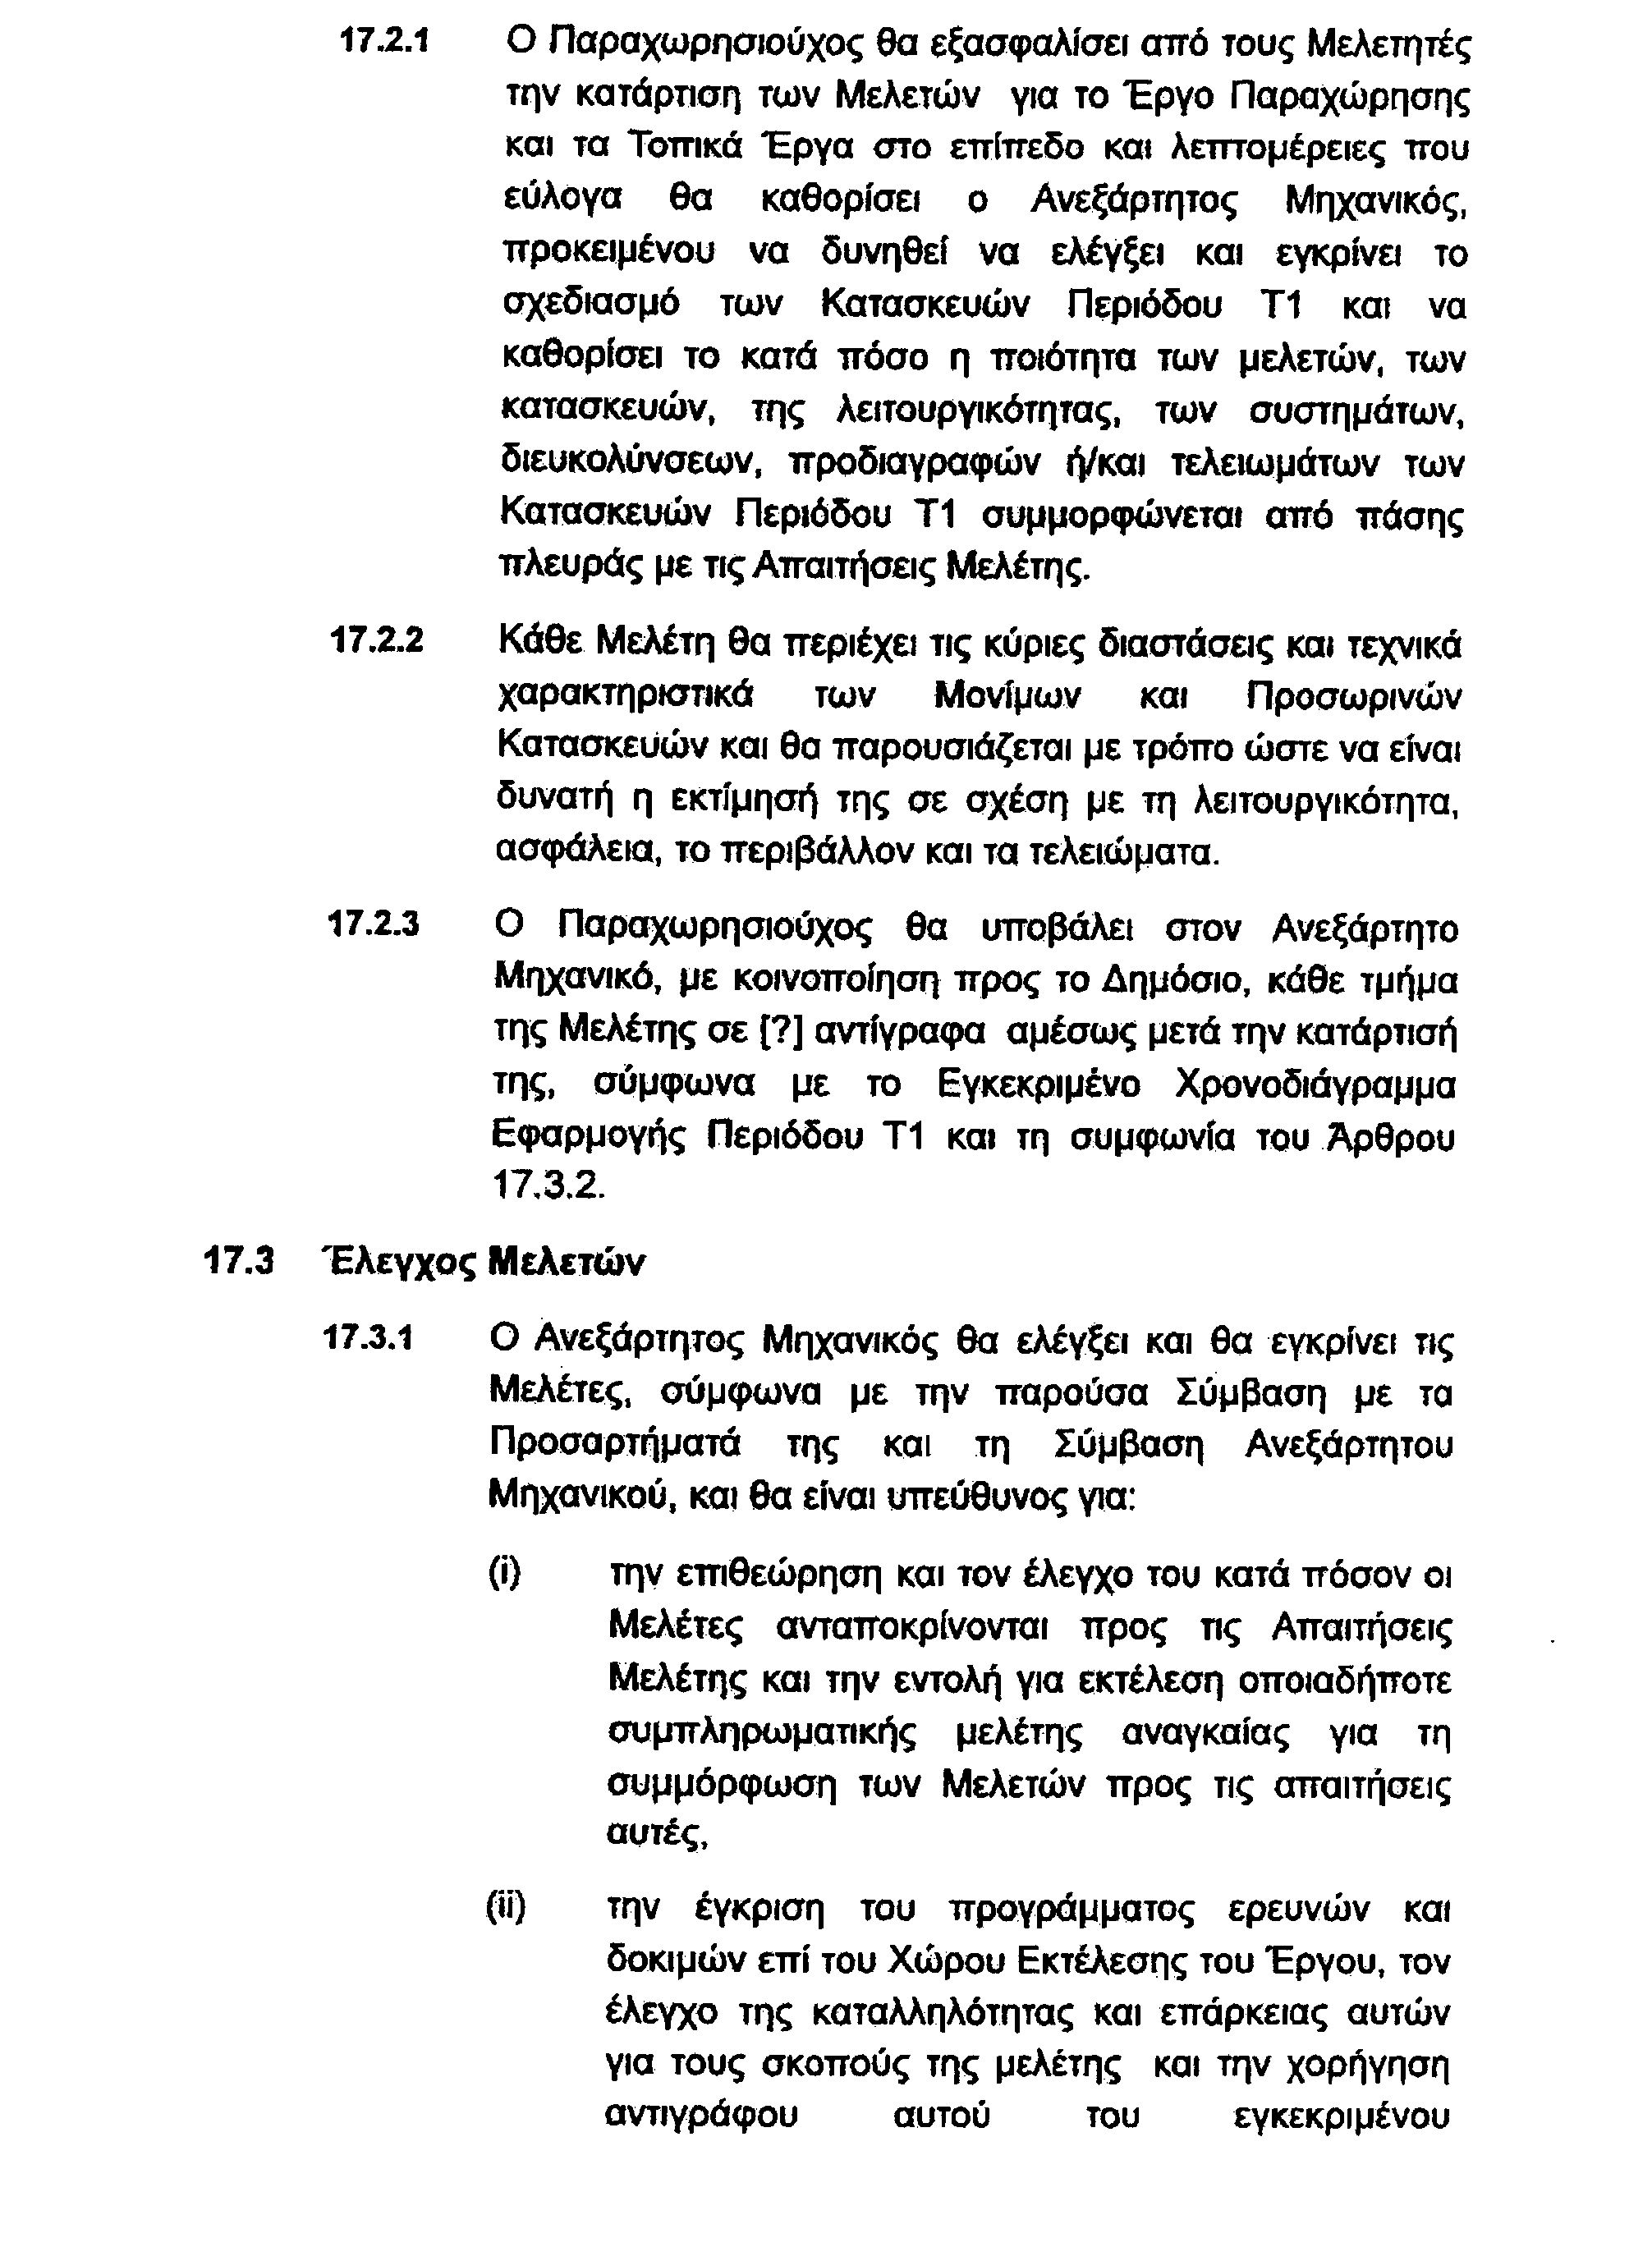 17.2.1 Ο Παραχωρησιούχος θα εξασφαλίσει από τους Μελετητές
την κατάρτιση των Μελετών για το Έργο Παραχώρησης
και τα Τοπικά Έργα στο επίπεδο και λεπτομέρειες που
εύλογα θα καθορίσει ο Ανεξάρτητος Μηχανικός,
προκειμένου να δυνηθεί να ελέγξει και εγκρίνει το
σχεδιασμό των Κατασκευών Περιόδου Τ1 και να
καθορίσει το κατά πόσο η ποιότητα των μελετών, των
κατασκευών, της λειτουργικότητας, των συστημάτων,
διευκολύνσεων, προδιαγραφών ή/και τελειωμάτων των
Κατασκευών Περιόδου Τ1 συμμορφώνεται από πάσης
πλευράς με τις Απαιτήσεις Μελέτης.
17.2.2 Κάθε Μελέτη θα περιέχει τις κύριες διαστάσεις και τεχνικά
χαρακτηριστικά των Μονίμων και Προσωρινών
Κατασκευών και θα παρουσιάζεται με τρόπο ώστε να είναι
δυνατή η εκτίμησή της σε σχέση με τη λειτουργικότητα,
ασφάλεια, το περιβάλλον και τα τελειώματα.
17.2.3 Ο Παραχωρησιούχος θα υποβάλει στον Ανεξάρτητο
Μηχανικό, με κοινοποίηση προς το Δημόσιο, κάθε τμήμα
της Μελέτης σε [?] αντίγραφα αμέσως μετά την κατάρτισή
της, σύμφωνα με το Εγκεκριμένο Χρονοδιάγραμμα
Εφαρμογής Περιόδου Τ1 και τη συμφωνία του Άρθρου
17.3.2.
17.3 Έλεγχος Μελετών
17.3.1 Ο Ανεξάρτητος Μηχανικός θα ελέγξει και θα εγκρίνει τις
Μελέτες, σύμφωνα με την παρούσα Σύμβαση με τα
Προσαρτήματά της και τη Σύμβαση Ανεξάρτητου
Μηχανικού, και θα είναι υπεύθυνος για:
(i) την επιθεώρηση και τον έλεγχο του κατά πόσον οι
Μελέτες ανταποκρίνονται προς τις Απαιτήσεις
Μελέτης και την εντολή για εκτέλεση οποιαδήποτε
συμπληρωματικής μελέτης αναγκαίας για τη
συμμόρφωση των Μελετών προς τις απαιτήσεις
αυτές,
(ii) την έγκριση του προγράμματος ερευνών και
δοκιμών επί του Χώρου Εκτέλεσης του Έργου, τον
έλεγχο της καταλληλότητας και επάρκειας αυτών
για τους σκοπούς της μελέτης και την χορήγηση
αντιγράφου αυτού του εγκεκριμένου